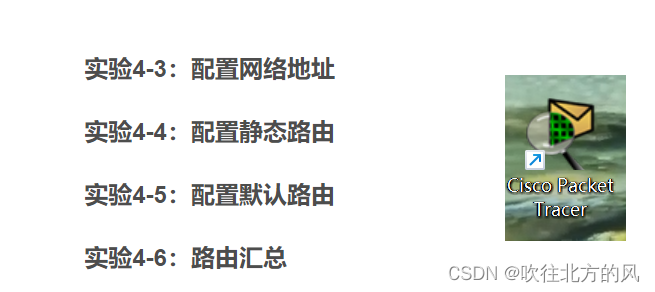 实验4-3：配置网络地址
实验4-4：配置静态路由
实验4-5：配置默认路由
实验4-6：路由汇总
Cisco Packet
Tracer
CSDN @吹往北方的风